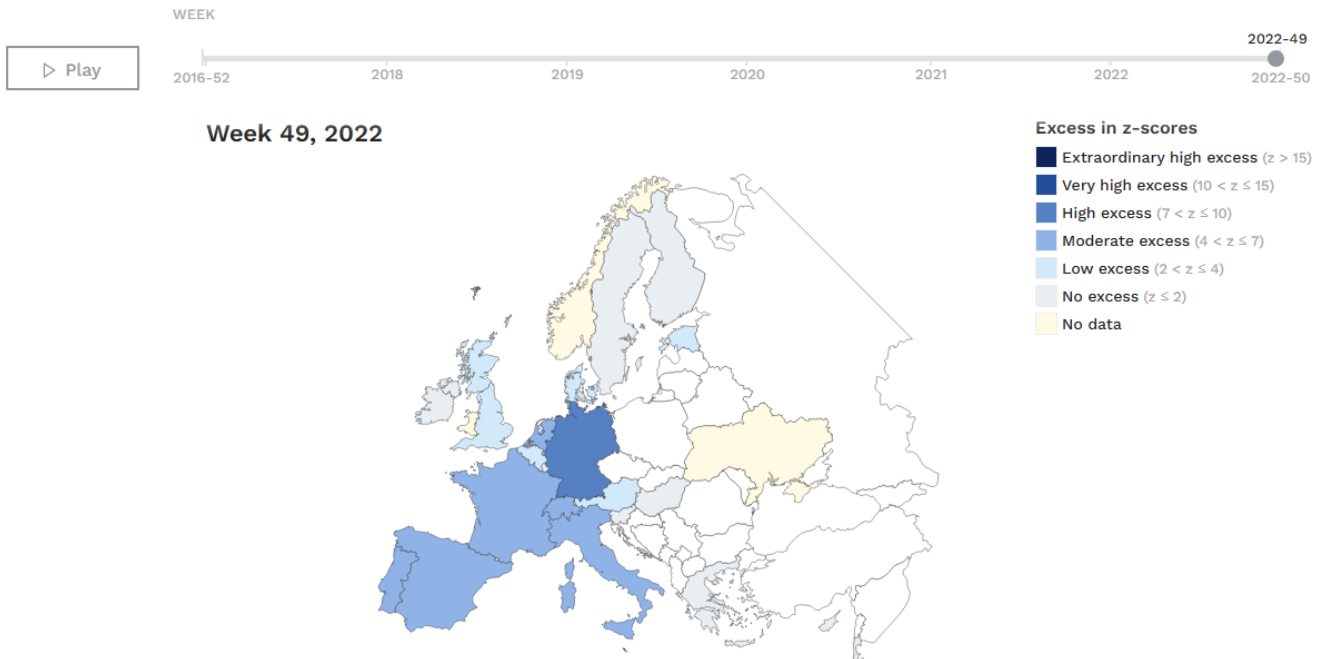 WEEK
2022-49
Play
2016-52 2018 2019 2020 2021 2022 2022-50
Week 49, 2022
Excess in z-scores
Extraordinary high excess (z > 15)
Very high excess (10 < z ≤ 15)
High excess (7 < z ≤ 10)
Moderate excess (4 < z ≤ 7)
Low excess (2 < z ≤ 4)
No excess (z ≤ 2)
No data